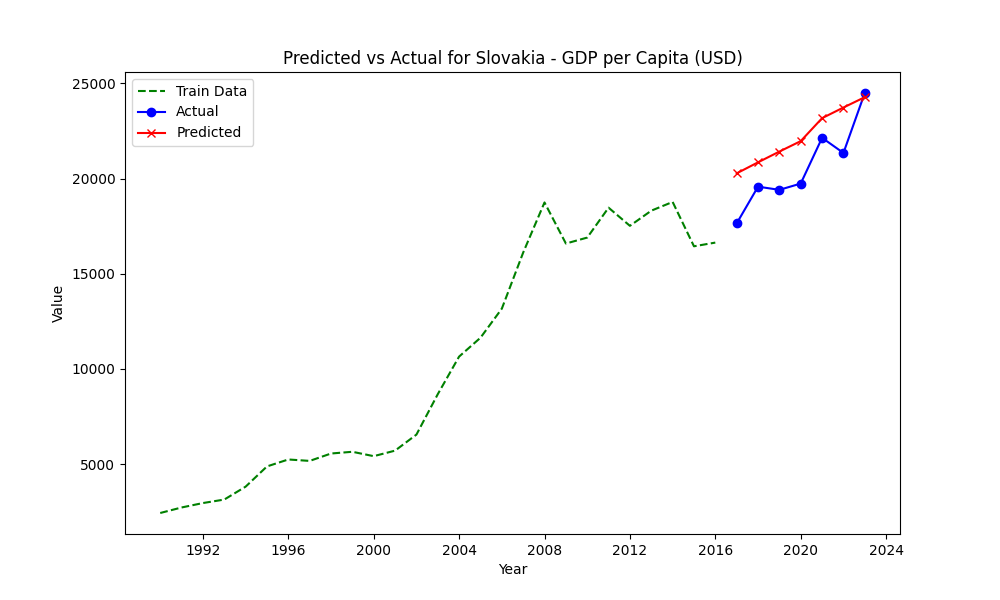 Predicted vs Actual for Slovakia - GDP per Capita (USD)
Train Data
Actual
Predicted
25000
20000
15000
10000
5000
Value
1992 1996 2000 2004 2008 2012 2016 2020 2024
Year